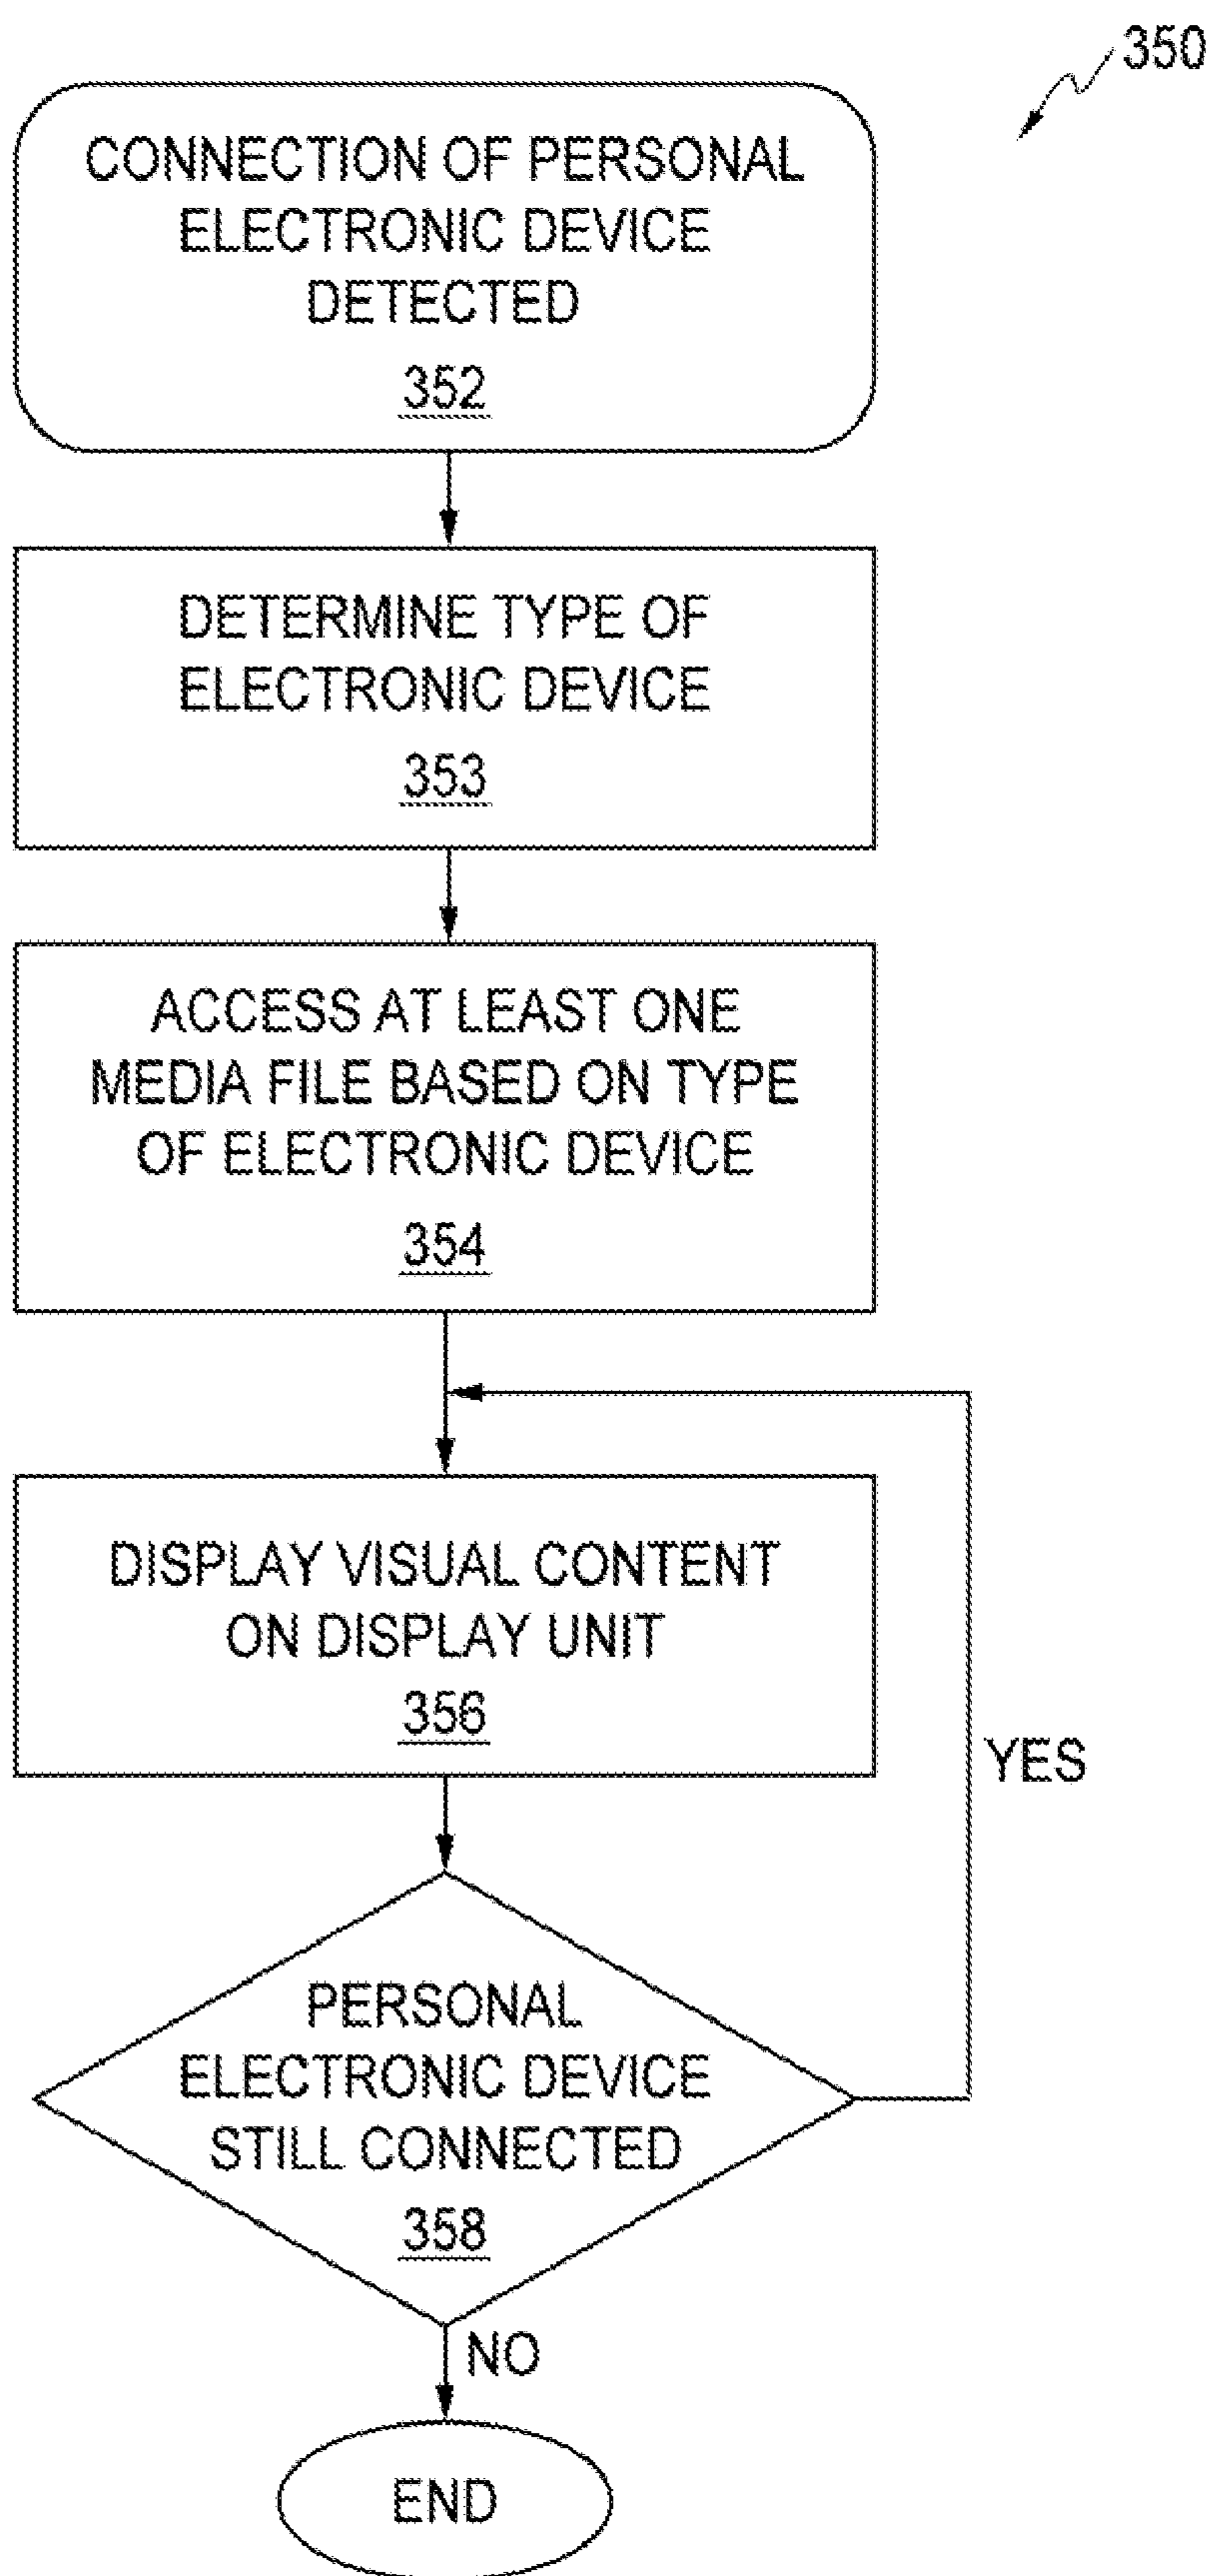 350
CONNECTION OF PERSONAL
ELECTRONIC DEVICE
DETECTED
352
DETERMINE TYPE OF
ELECTRONIC DEVICE
353
ACCESS AT LEAST ONE
MEDIA FILE BASED ON TYPE
OF ELECTRONIC DEVICE
354
DISPLAY VISUAL CONTENT
ON DISPLAY UNIT
356
YES
PERSONAL
ELECTRONIC DEVICE
STILL CONNECTED
358
NO
END